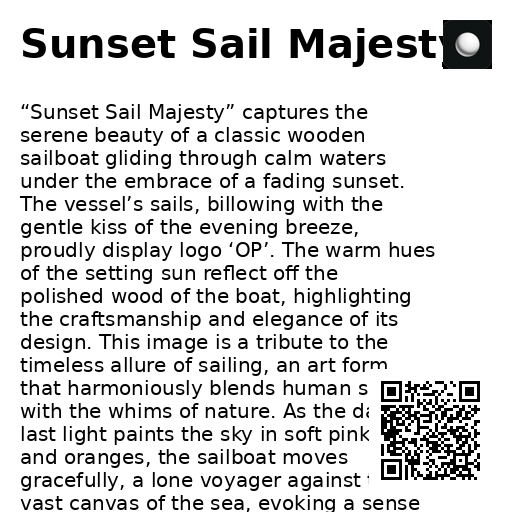 Sunset Sail Majesty
“Sunset Sail Majesty” captures the
serene beauty of a classic wooden
sailboat gliding through calm waters
under the embrace of a fading sunset.
The vessel’s sails, billowing with the
gentle kiss of the evening breeze,
proudly display logo ‘OP’. The warm hues
of the setting sun reflect off the
polished wood of the boat, highlighting
the craftsmanship and elegance of its
design. This image is a tribute to the
timeless allure of sailing, an art form
that harmoniously blends human
with the whims of nature. As the
last light paints the sky in soft pink
and oranges, the sailboat moves
gracefully, a lone voyager against
vast canvas of the sea, evoking a sense